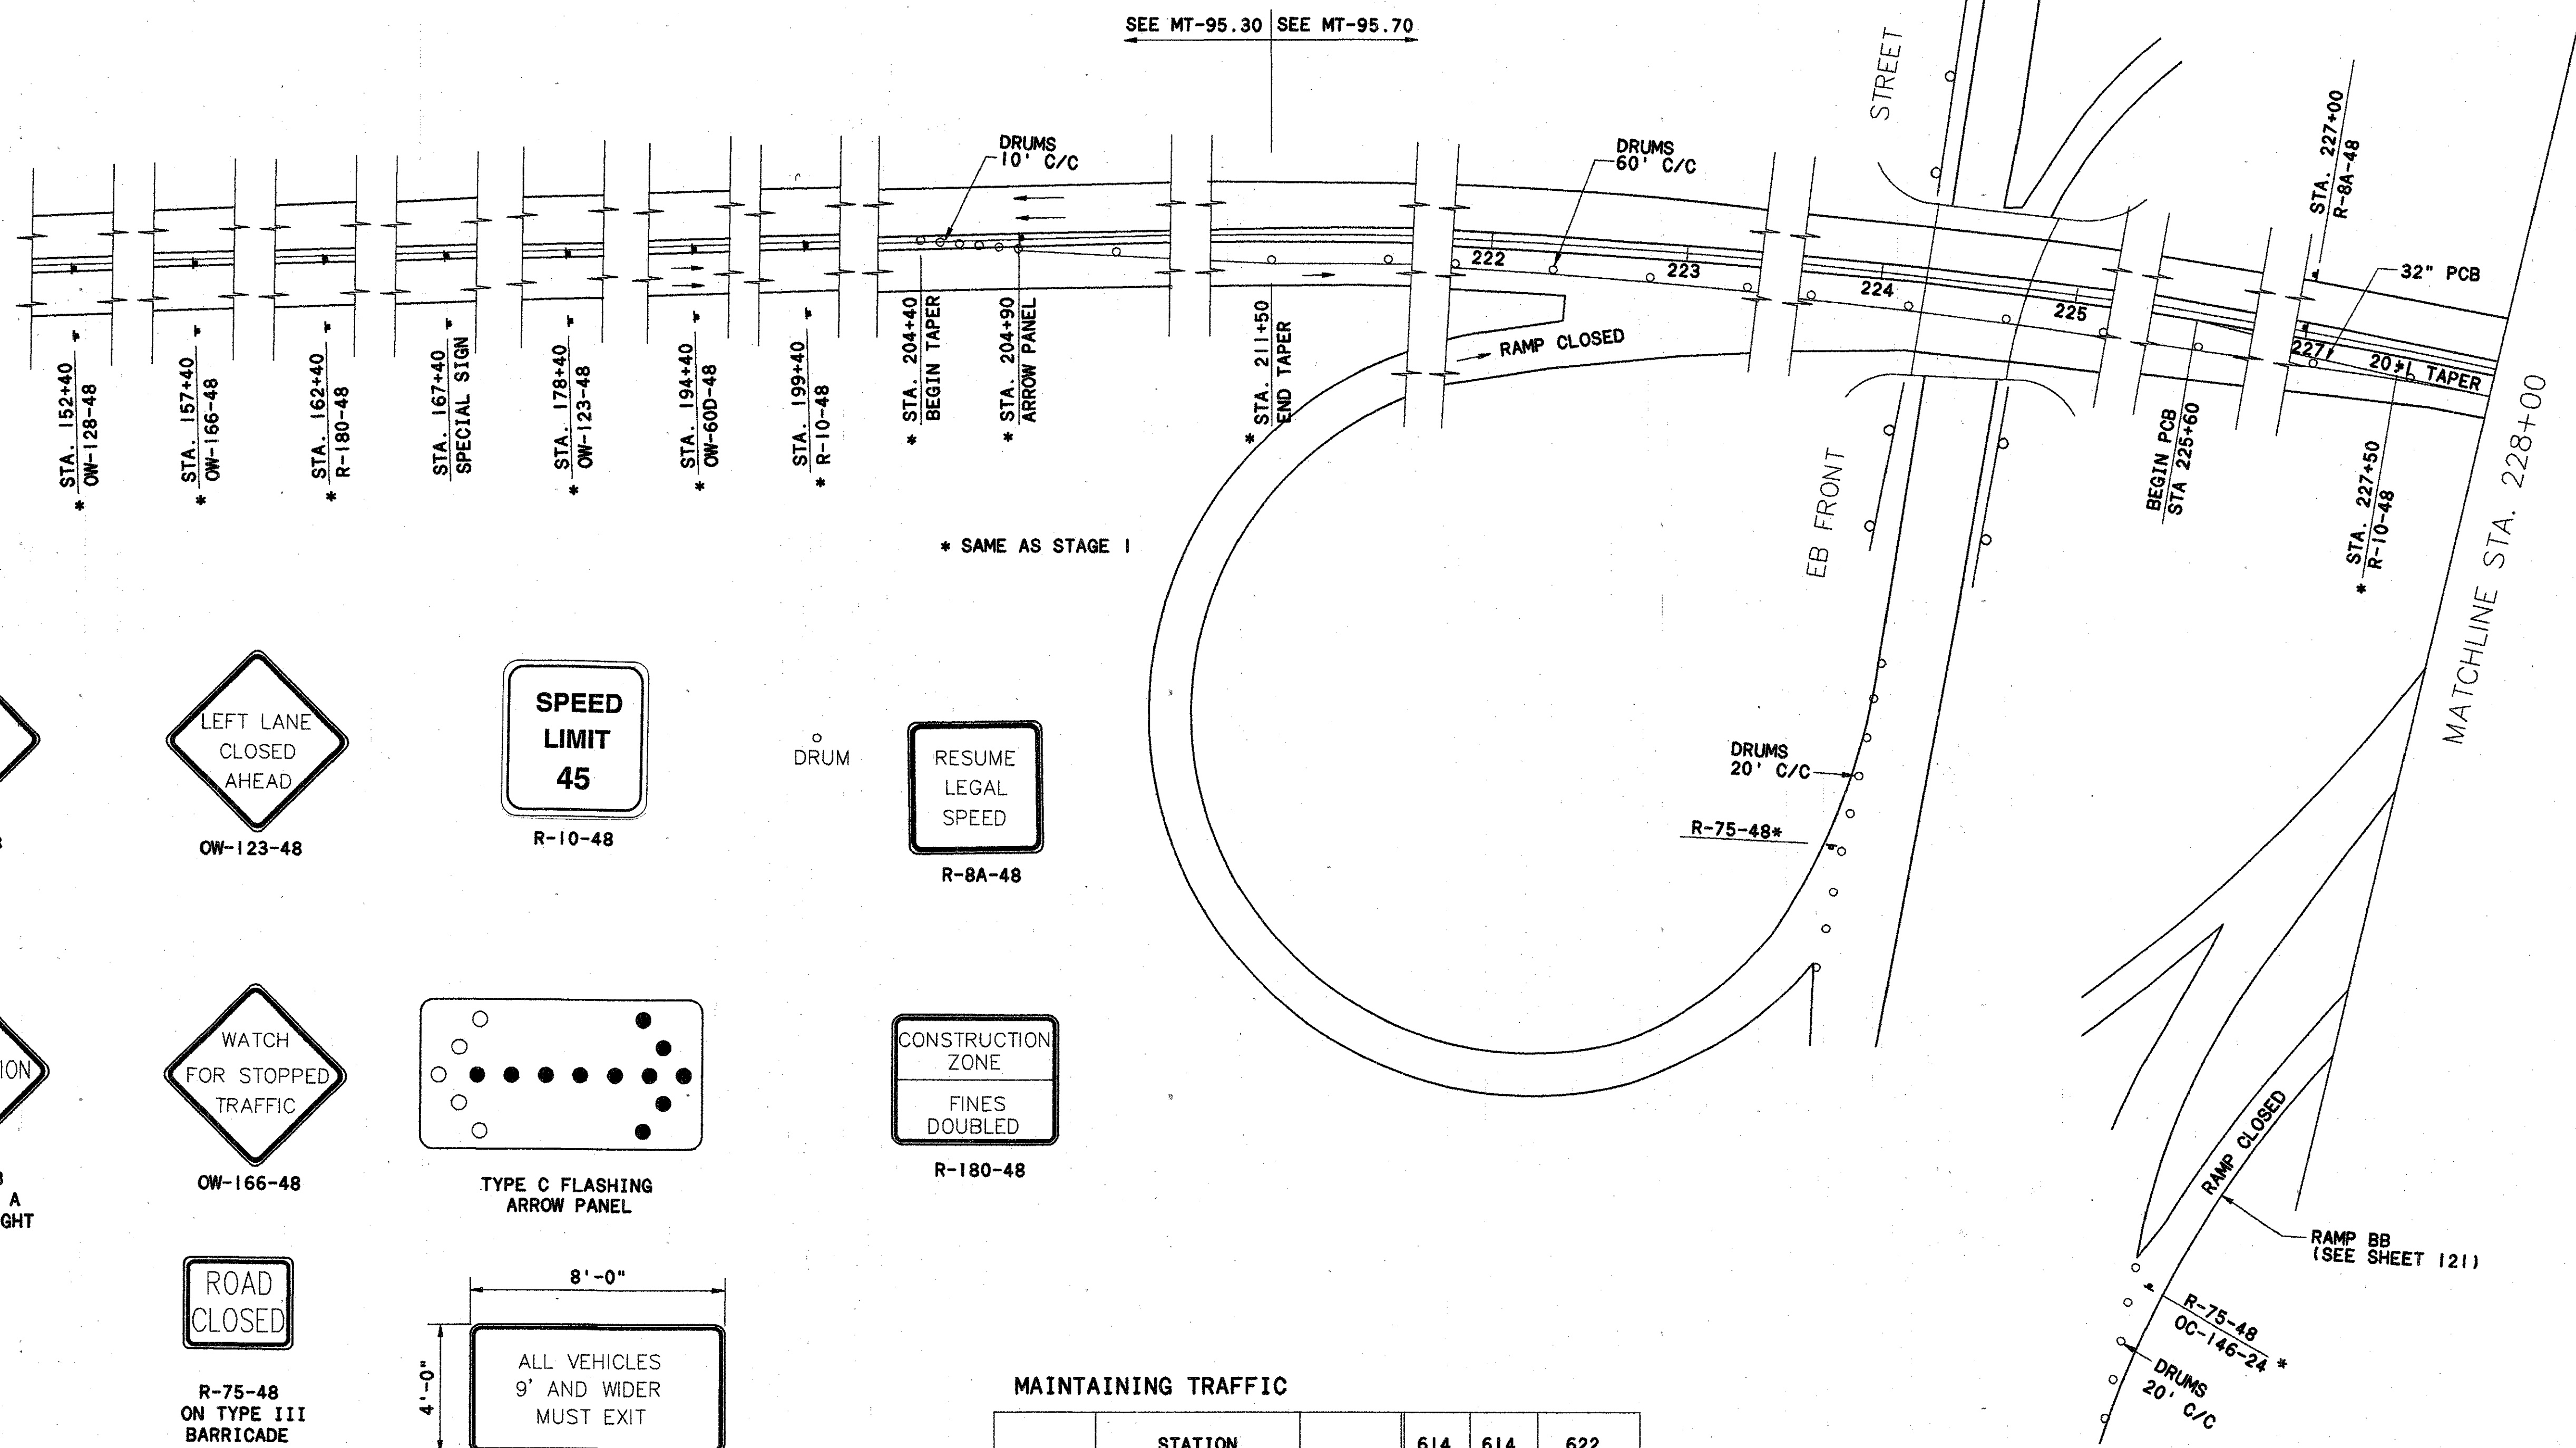 SEE MT-95.30
SEE MT-95.70
STREET
STA. 227+00
R-8A-48
DRUMS
10' C/C
DRUMS
60' C/C
222
223
224
225
227
32" PCB
20:1 TAPER
RAMP CLOSED
* STA. 152+40
OW-128-48
* STA. 157+40
OW-166-48
* STA. 162+40
R-180-48
STA. 167+40
SPECIAL SIGN
* STA. 178+40
OW-123-48
* STA. 194+40
OW-60D-48
* STA. 199+40
R-10-48
* STA. 204+40
BEGIN TAPER
* STA. 204+90
ARROW PANEL
* STA. 211+50
END TAPER
BEGIN PCB
STA 225+60
* STA. 227+50
R-10-48
MATCHLINE STA. 228+00
EB FRONT
* SAME AS STAGE 1
LEFT LANE
CLOSED
AHEAD
OW-123-48
SPEED
LIMIT
45
R-10-48
DRUM
RESUME
LEGAL
SPEED
R-8A-48
DRUMS
20' C/C
R-75-48*
ION
A
GHT
WATCH
FOR STOPPED
TRAFFIC
OW-166-48
TYPE C FLASHING
ARROW PANEL
CONSTRUCTION
ZONE
FINES
DOUBLED
R-180-48
RAMP CLOSED
RAMP BB
(SEE SHEET 121)
R-75-48
OC-146-24 *
DRUMS
20' C/C
ROAD
CLOSED
R-75-48
ON TYPE III
BARRICADE
8'-0"
4'-0"
ALL VEHICLES
9' AND WIDER
MUST EXIT
MAINTAINING TRAFFIC
STATION 614 614 622